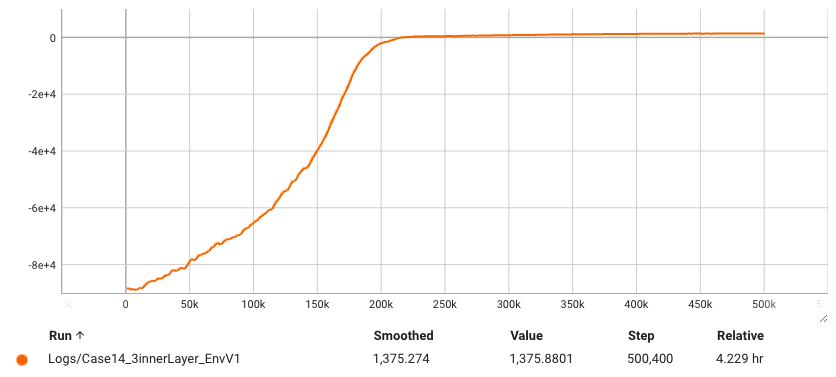 0
-2e+4
-4e+4
-6e+4
-8e+4
0 50k 100k 150k 200k 250k 300k 350k 400k 450k 500k
Run ↑ Smoothed Value Step Relative
Logs/Case14_3innerLayer_EnvV1 1,375.274 1,375.8801 500,400 4.229 hr